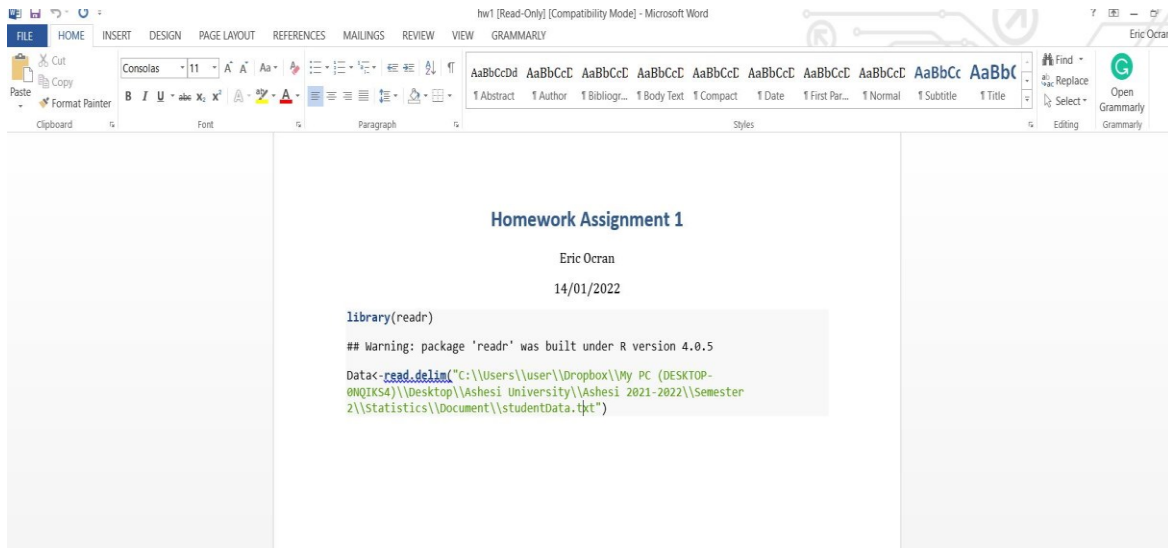 hw1 [Read-Only] [Compatibility Mode] - Microsoft Word
FILE HOME INSERT DESIGN PAGE LAYOUT REFERENCES MAILINGS REVIEW VIEW GRAMMARLY
Eric Ocran
Paste
Cut
Copy
Format Painter
Clipboard
Consolas 11
Font
Paragraph
AaBbCcDd AaBbCcD AaBbCcD AaBbCcD AaBbCcD AaBbCcD AaBbCcD AaBbCcD AaBbCc AaBb(
¶ Abstract ¶ Author ¶ Bibliogr... ¶ Body Text ¶ Compact ¶ Date ¶ First Par... ¶ Normal ¶ Subtitle ¶ Title
Styles
Find
Replace
Select
Editing
Open
Grammarly
Grammarly
Homework Assignment 1
Eric Ocran
14/01/2022
library(readr)
## Warning: package 'readr' was built under R version 4.0.5
Data<-read.delim("C:\\Users\\user\\Dropbox\\My PC (DESKTOP-
0NQIKS4)\\Desktop\\Ashesi University\\Ashesi 2021-2022\\Semester
2\\Statistics\\Document\\studentData.txt")